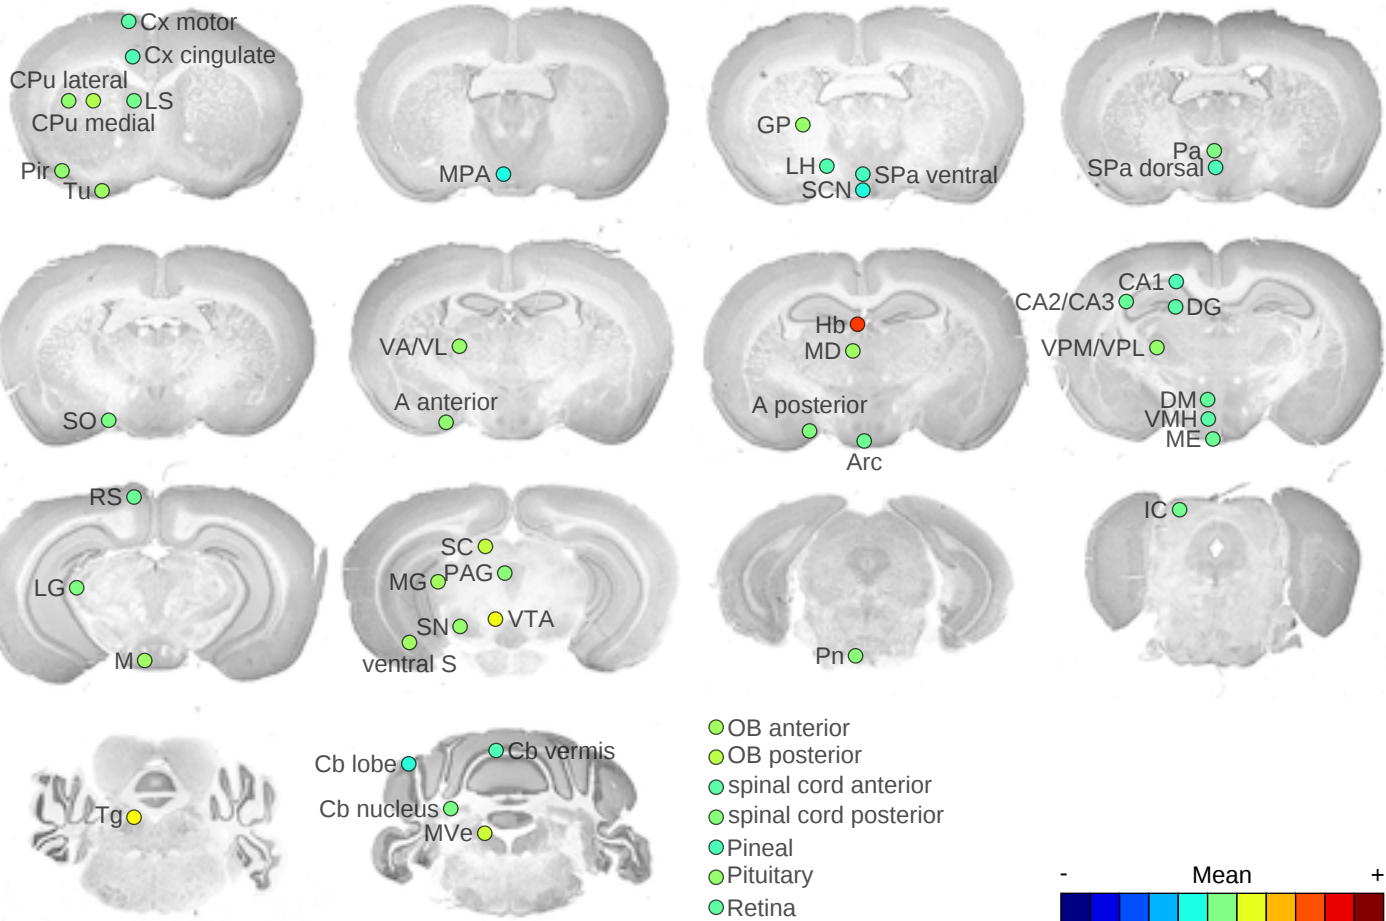 Cx motor
Cx cingulate
CPu lateral
LS
CPu medial
Pir
Tu
MPA
GP
LH
SPa ventral
SCN
Pa
SPa dorsal
SO
VA/VL
A anterior
Hb
MD
A posterior
Arc
CA1
CA2/CA3
DG
VPM/VPL
DM
VMH
ME
RS
LG
M
SC
MG
PAG
SN
VTA
ventral S
Pn
IC
Tg
Cb lobe
Cb vermis
Cb nucleus
MVe
OB anterior
OB posterior
spinal cord anterior
spinal cord posterior
Pineal
Pituitary
Retina
- Mean +